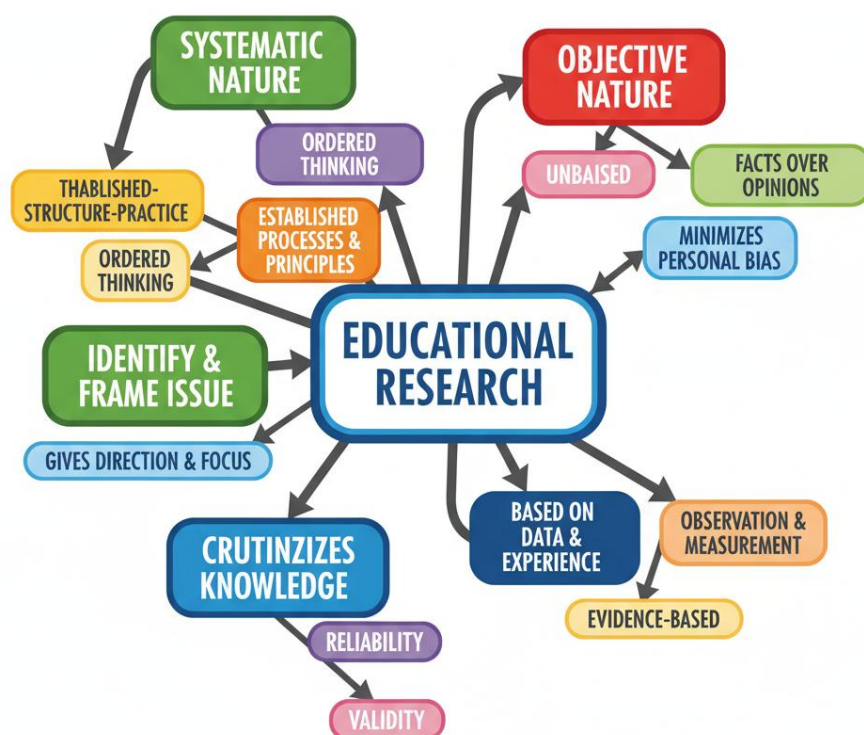 SYSTEMATIC
NATURE
OBJECTIVE
NATURE
ORDERED
THINKING
UNBAISED
FACTS OVER
OPINIONS
THABLISHED-
STRUCTURE-PRACTICE
ESTABLISHED
PROCESSES &
PRINCIPLES
MINIMIZES
PERSONAL BIAS
ORDERED
THINKING
EDUCATIONAL
RESEARCH
IDENTIFY &
FRAME ISSUE
GIVES DIRECTION & FOCUS
BASED ON
DATA &
EXPERIENCE
OBSERVATION &
MEASUREMENT
CRUTINZIZES
KNOWLEDGE
EVIDENCE-BASED
RELIABILITY
VALIDITY